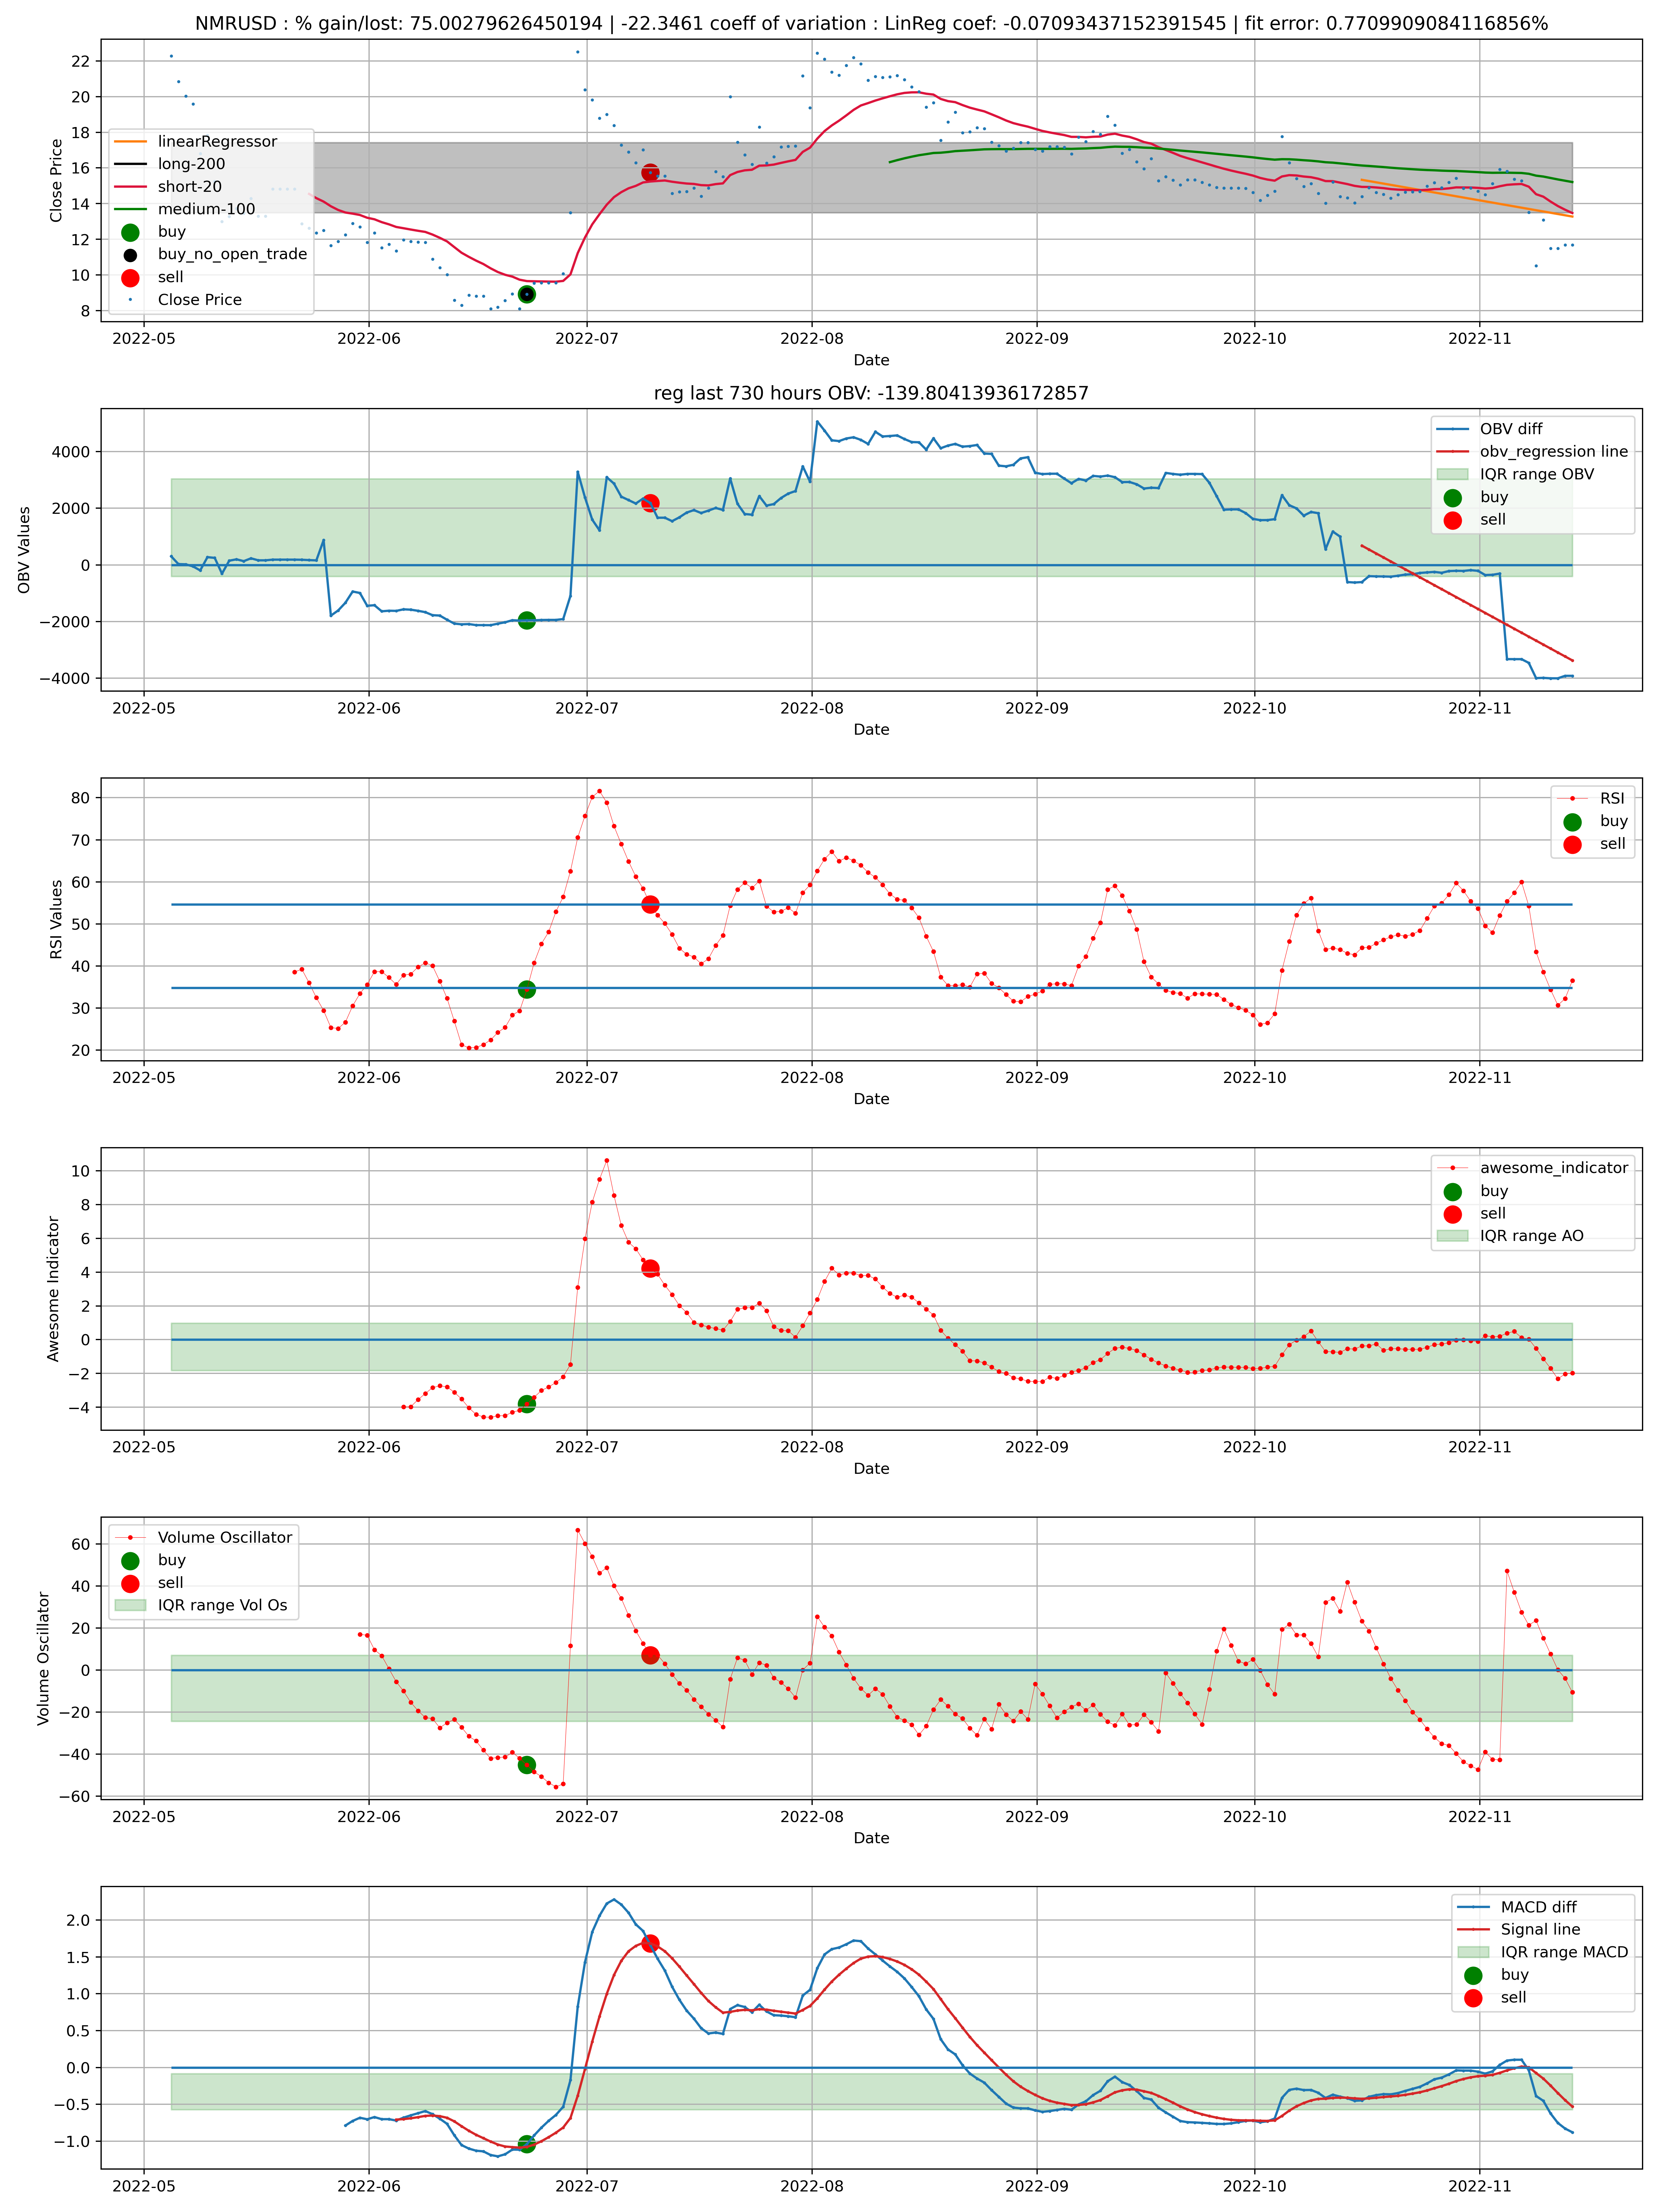 NMRUSD : % gain/lost: 75.00279626450194 | -22.3461 coeff of variation : LinReg coef: -0.07093437152391545 | fit error: 0.7709909084116856%
Close Price
22
20
18
16
14
12
10
8
linearRegressor
long-200
short-20
medium-100
buy
buy_no_open_trade
sell
Close Price
2022-05 2022-06 2022-07 2022-08 2022-09 2022-10 2022-11
Date
reg last 730 hours OBV: -139.80413936172857
OBV Values
4000
2000
0
−2000
−4000
OBV diff
obv_regression line
IQR range OBV
buy
sell
2022-05 2022-06 2022-07 2022-08 2022-09 2022-10 2022-11
Date
RSI Values
80
70
60
50
40
30
20
RSI
buy
sell
2022-05 2022-06 2022-07 2022-08 2022-09 2022-10 2022-11
Date
Awesome Indicator
10
8
6
4
2
0
−2
−4
awesome_indicator
buy
sell
IQR range AO
2022-05 2022-06 2022-07 2022-08 2022-09 2022-10 2022-11
Date
Volume Oscillator
60
40
20
0
−20
−40
−60
Volume Oscillator
buy
sell
IQR range Vol Os
2022-05 2022-06 2022-07 2022-08 2022-09 2022-10 2022-11
Date
2.0
1.5
1.0
0.5
0.0
−0.5
−1.0
MACD diff
Signal line
IQR range MACD
buy
sell
2022-05 2022-06 2022-07 2022-08 2022-09 2022-10 2022-11